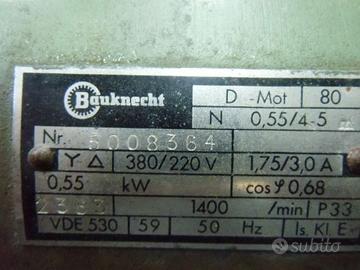 Bauknecht
D -Mot 80
N 0,55/4-5
Nr. 5008364
Y △ 380/220 V 1,75/3,0 A
0,55 kW cos φ 0,68
1400 /min P33
VDE 530 59 50 Hz Is. Kl. E
subito